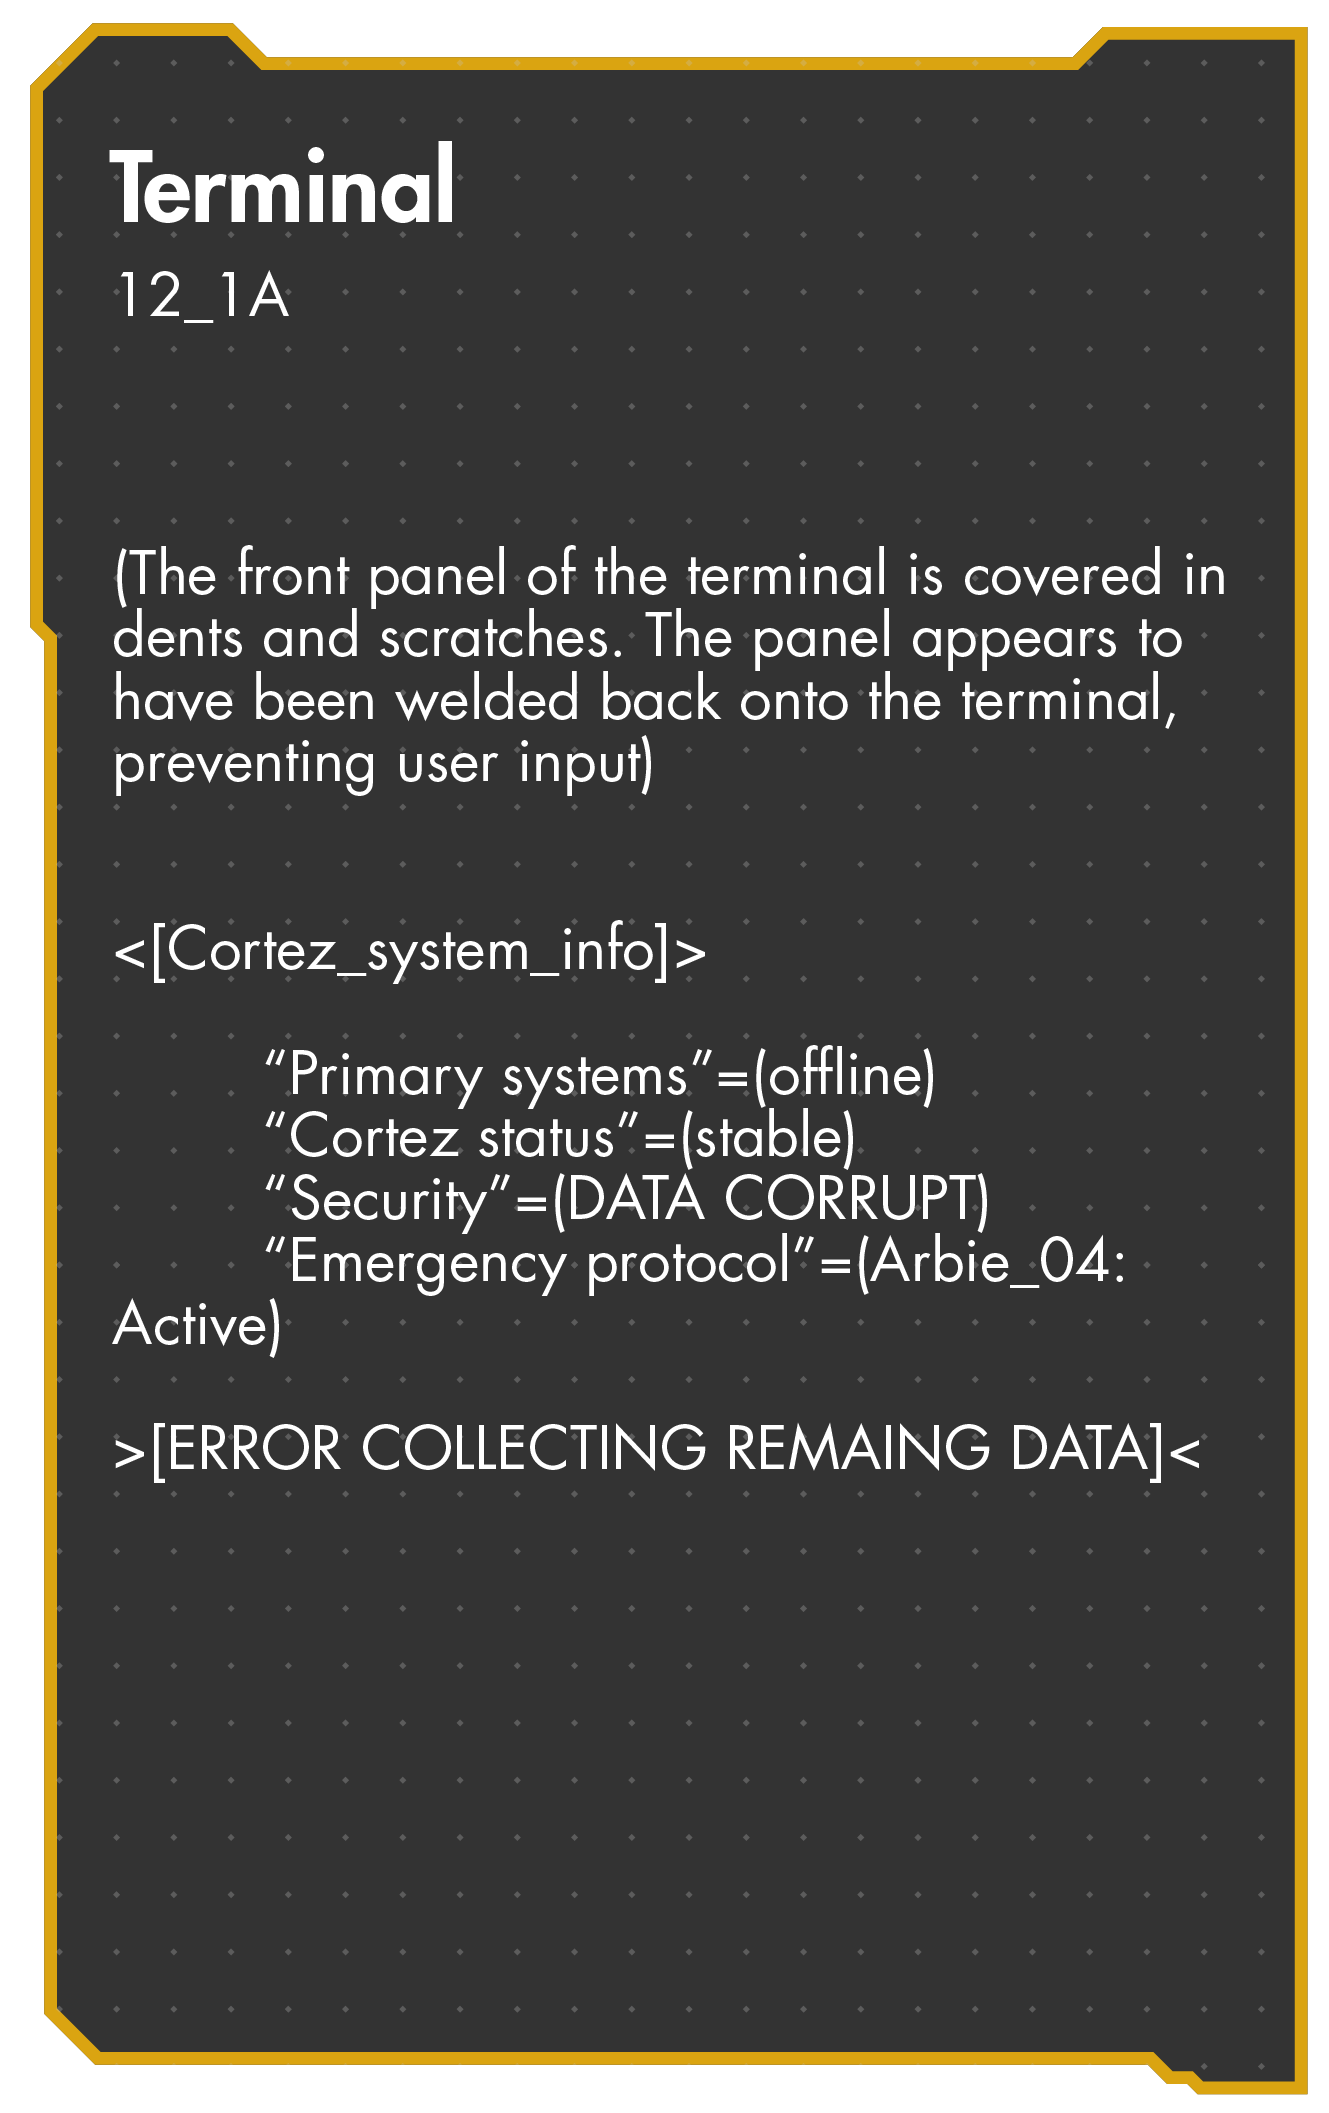 Terminal
12_1A
(The front panel of the terminal is covered in
dents and scratches. The panel appears to
have been welded back onto the terminal,
preventing user input)
<[Cortez_system_info]>
“Primary systems”=(offline)
“Cortez status”=(stable)
“Security”=(DATA CORRUPT)
“Emergency protocol”=(Arbie_04:
Active)
>[ERROR COLLECTING REMAING DATA]<